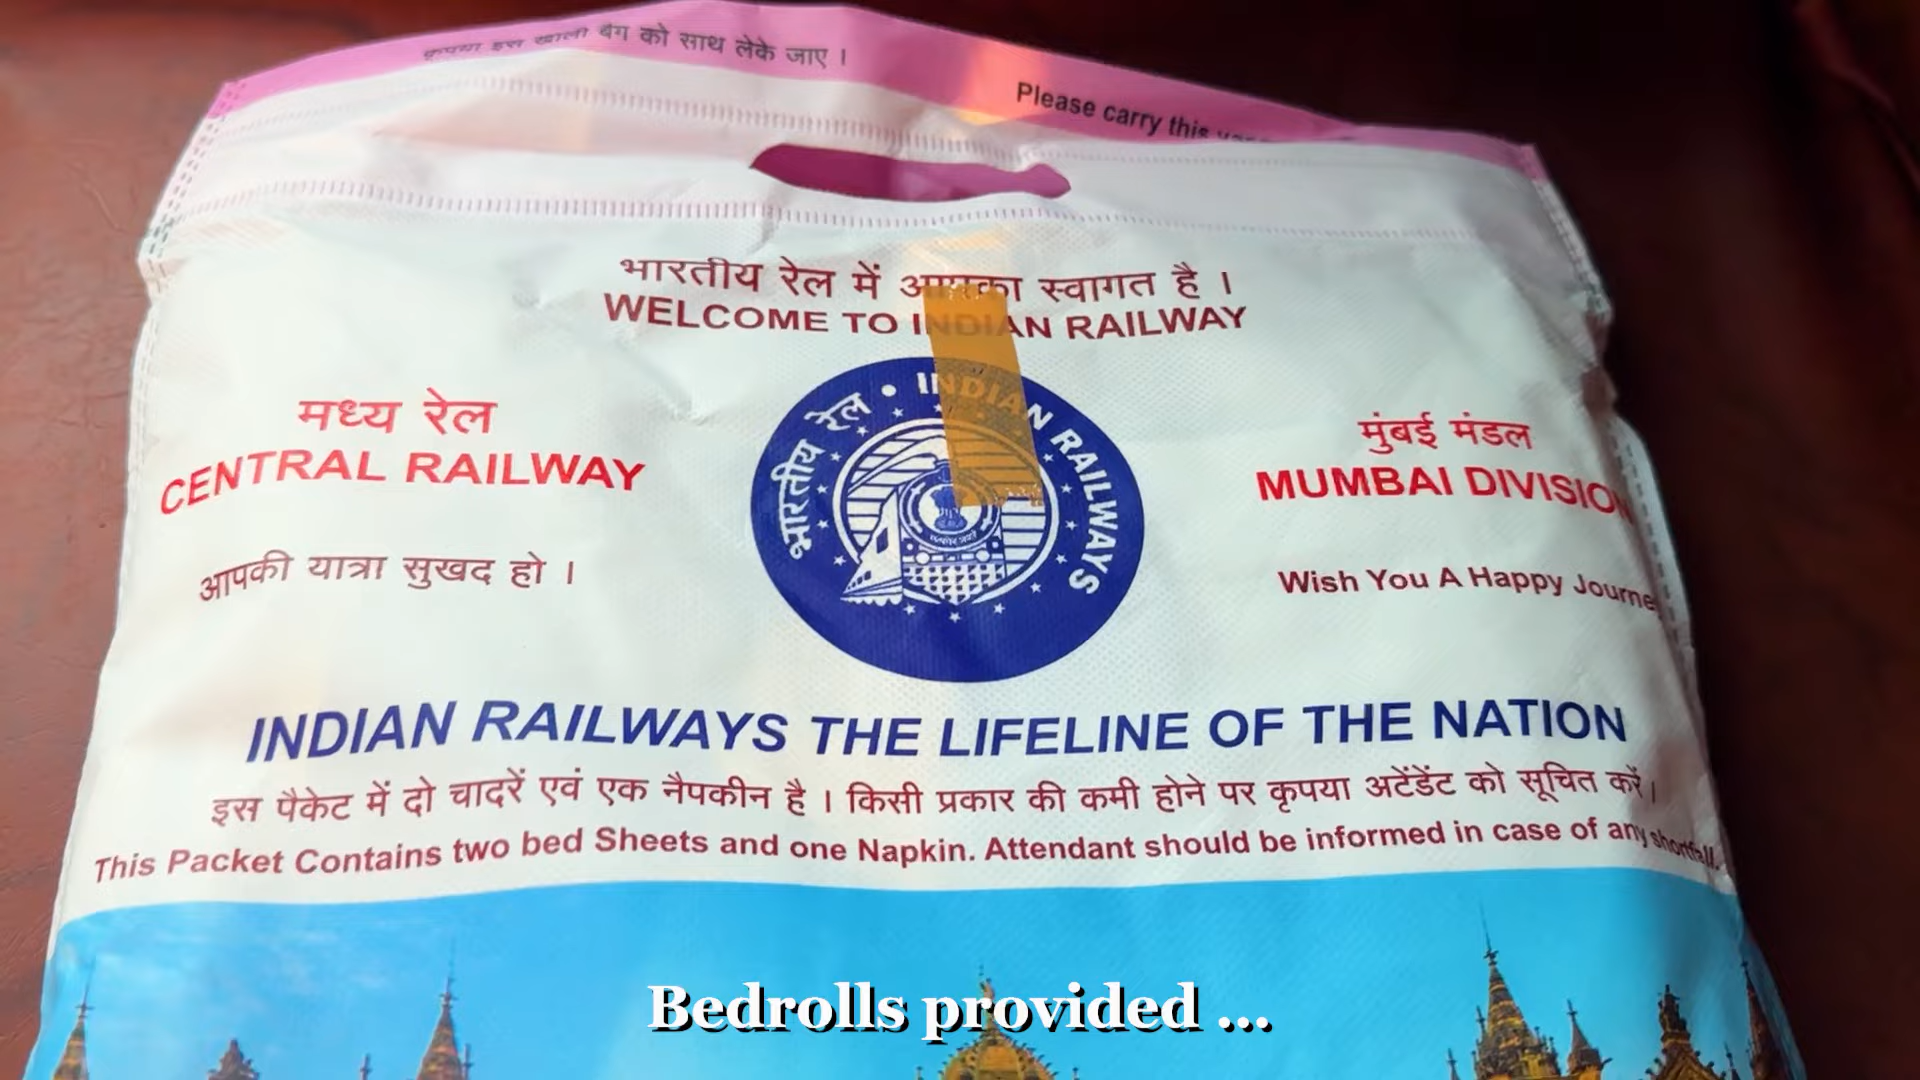 कृपया इस खाली बैग को साथ लेके जाए ।
Please carry this
भारतीय रेल में आपका स्वागत है ।
WELCOME TO INDIAN RAILWAY
मध्य रेल
CENTRAL RAILWAY
आपकी यात्रा सुखद हो ।
भारतीय रेल • INDIAN RAILWAYS
मुंबई मंडल
MUMBAI DIVISION
Wish You A Happy Journe
INDIAN RAILWAYS THE LIFELINE OF THE NATION
इस पैकेट में दो चादरें एवं एक नैपकीन है । किसी प्रकार की कमी होने पर कृपया अटेंडेंट को सूचित करें ।
This Packet Contains two bed Sheets and one Napkin. Attendant should be informed in case of any shortfall.
Bedrolls provided ...